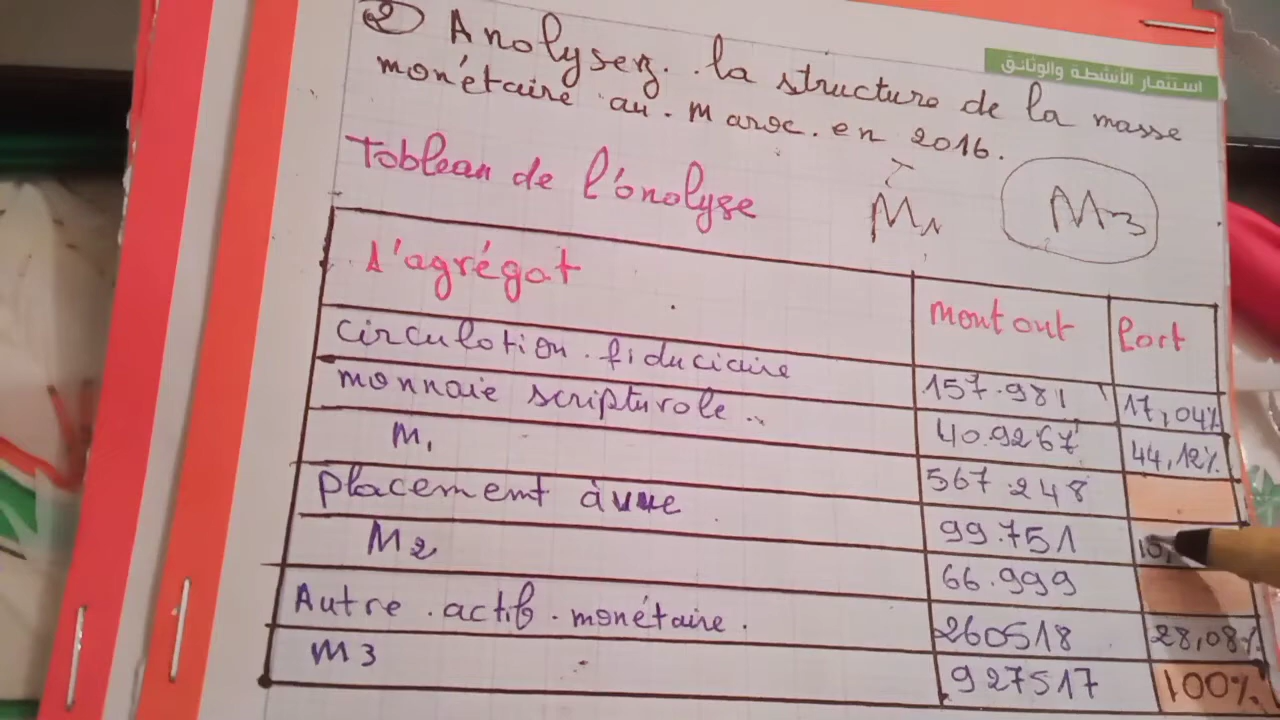 ② Analysez . la structure de la masse
استثمار الأنشطة والوثائق
monétaire au . Maroc . en 2016.
Tableau de l'analyse
M1
M3
L'agrégat montant Part
circulation . fiduciaire 157.981 17,04%
monnaie scripturale .. 40.9267 44,12%
M1 567.248
placement à vue 99.751 10,
M2 66.999
Autre . actif . monétaire . 260518 28,08%
M3 927517 100%